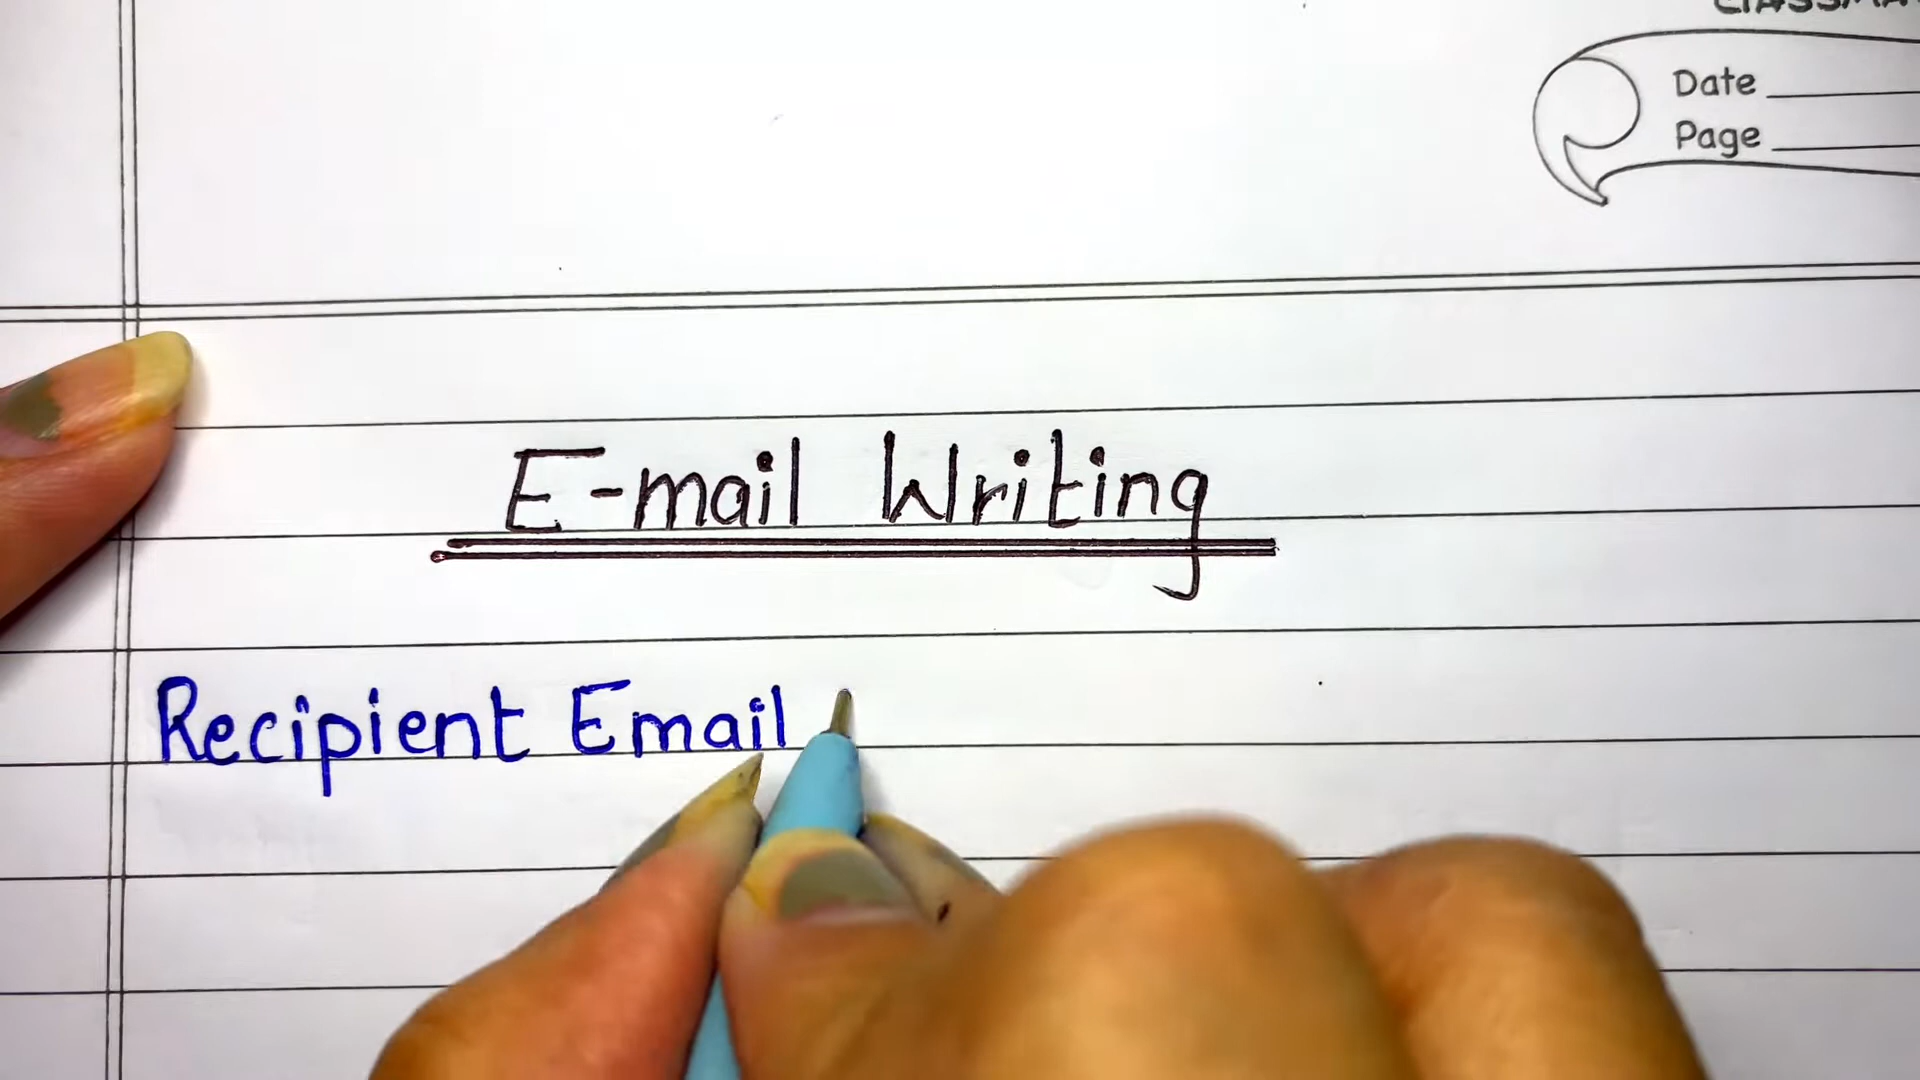 Date
Page
E-mail Writing
Recipient Email